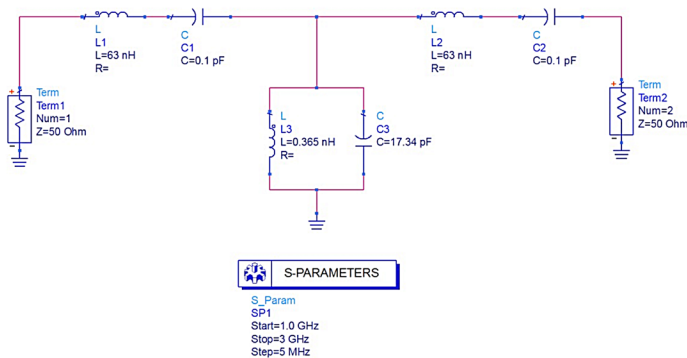 L
L1
L=63 nH
R=
C
C1
C=0.1 pF
L
L2
L=63 nH
R=
C
C2
C=0.1 pF
+
Term
Term1
Num=1
Z=50 Ohm
-
L
L3
L=0.365 nH
R=
C
C3
C=17.34 pF
+
Term
Term2
Num=2
Z=50 Ohm
-
S-PARAMETERS
S_Param
SP1
Start=1.0 GHz
Stop=3 GHz
Step=5 MHz